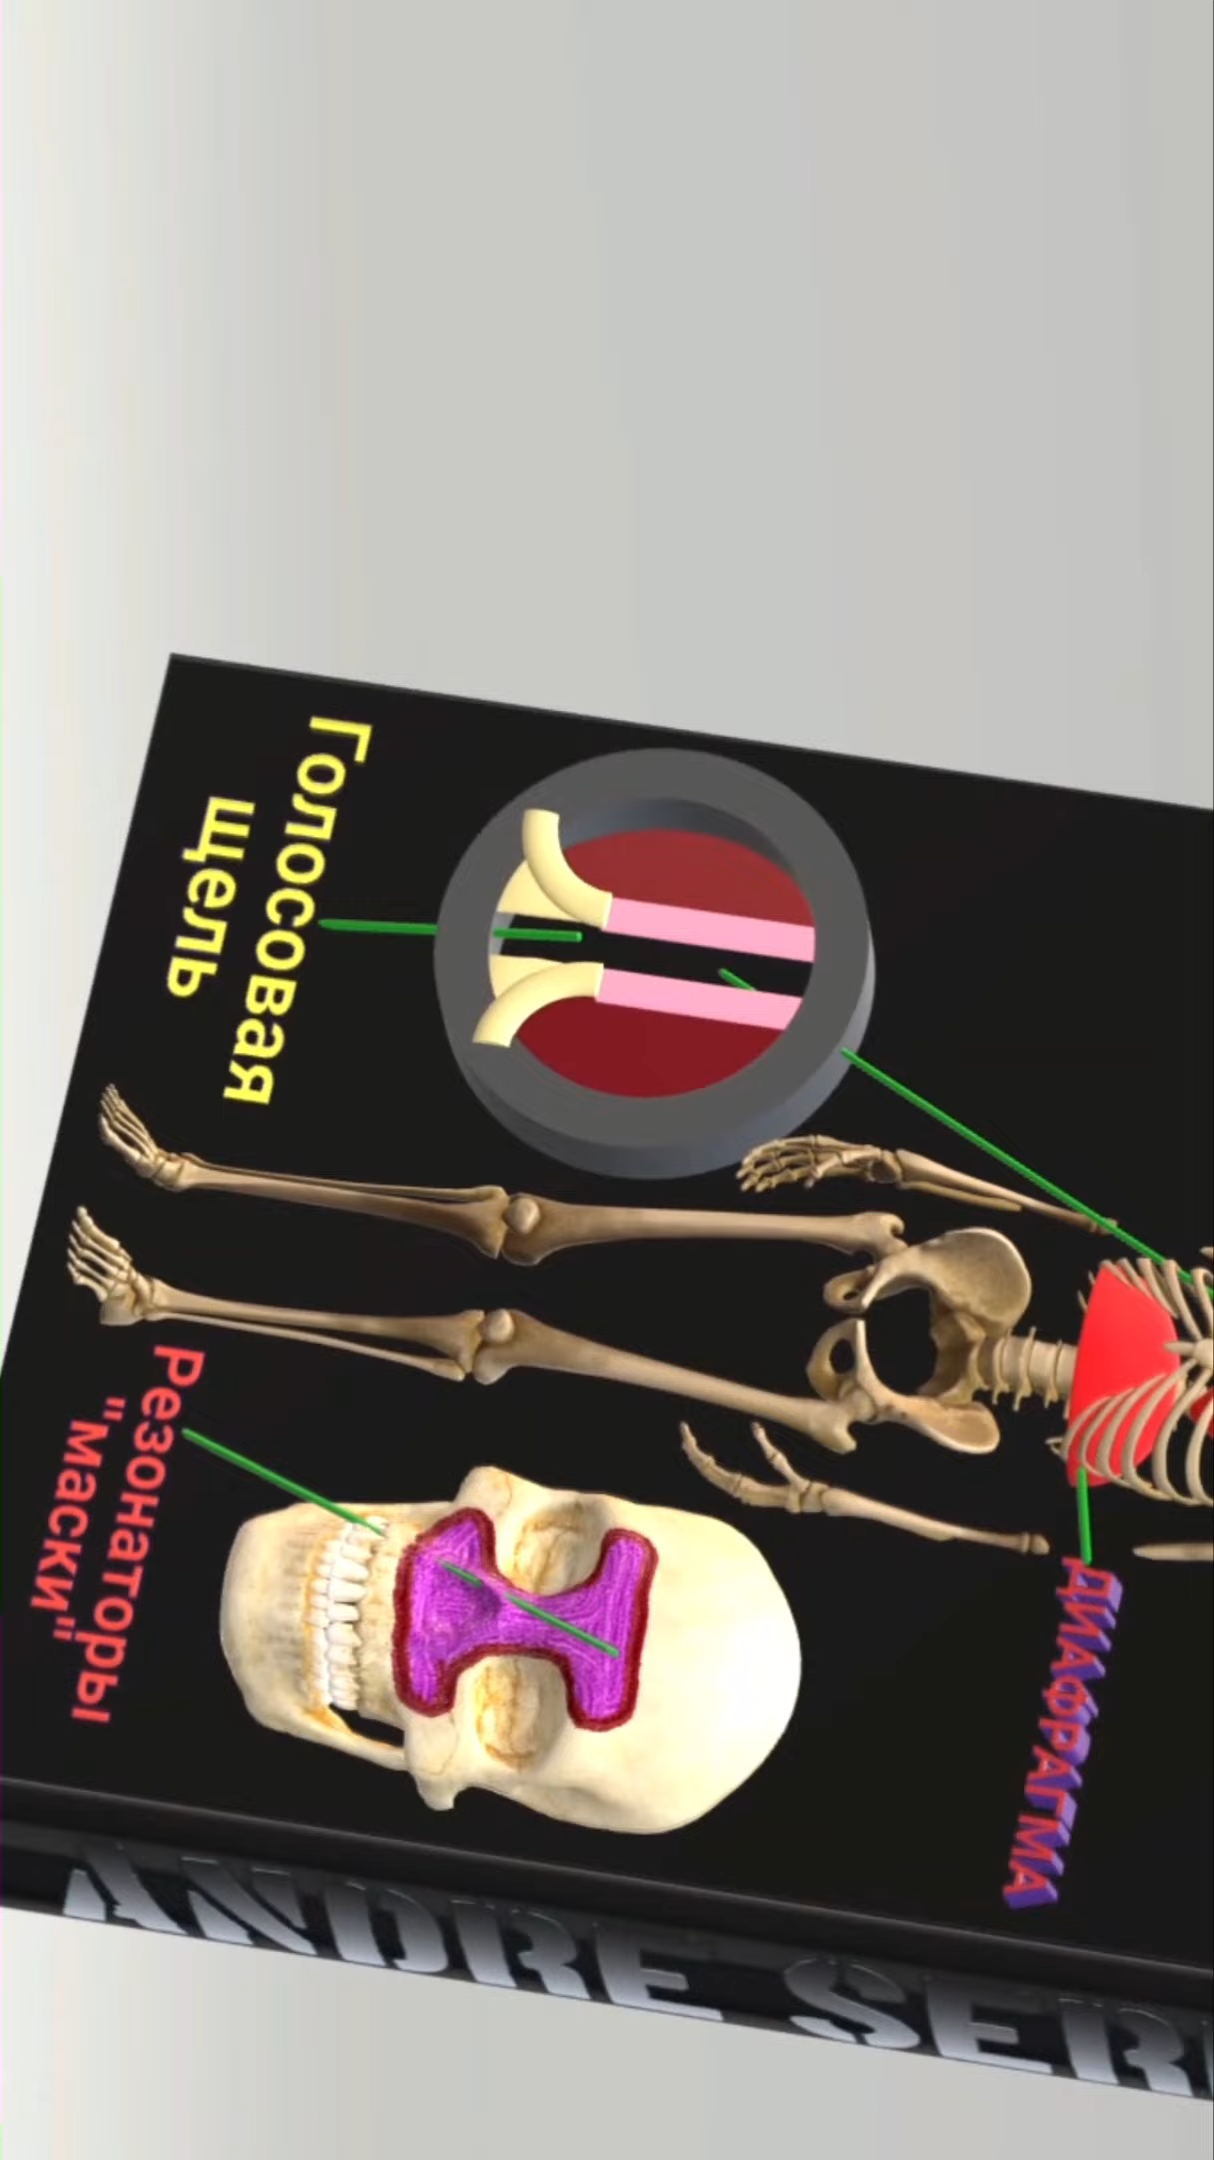 Голосовая
щель
Резонаторы
"маски"
ДИАФРАГМА
ANDRE SER